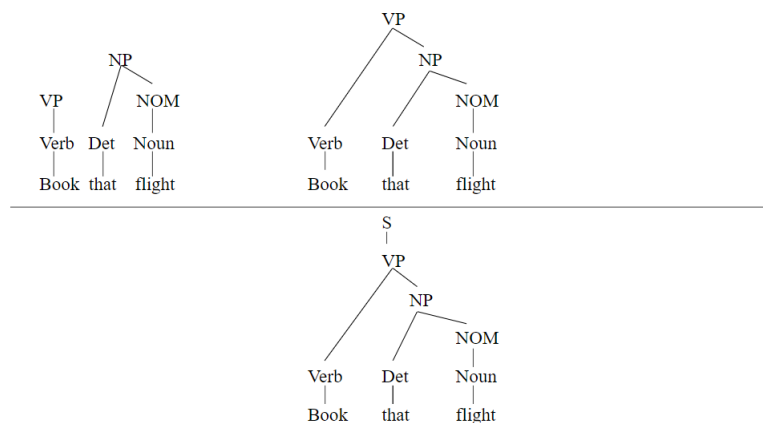 VP
NP
NP
VP NOM
NOM
Verb Det Noun
Verb Det Noun
Book that flight
Book that flight
S
VP
NP
NOM
Verb Det Noun
Book that flight